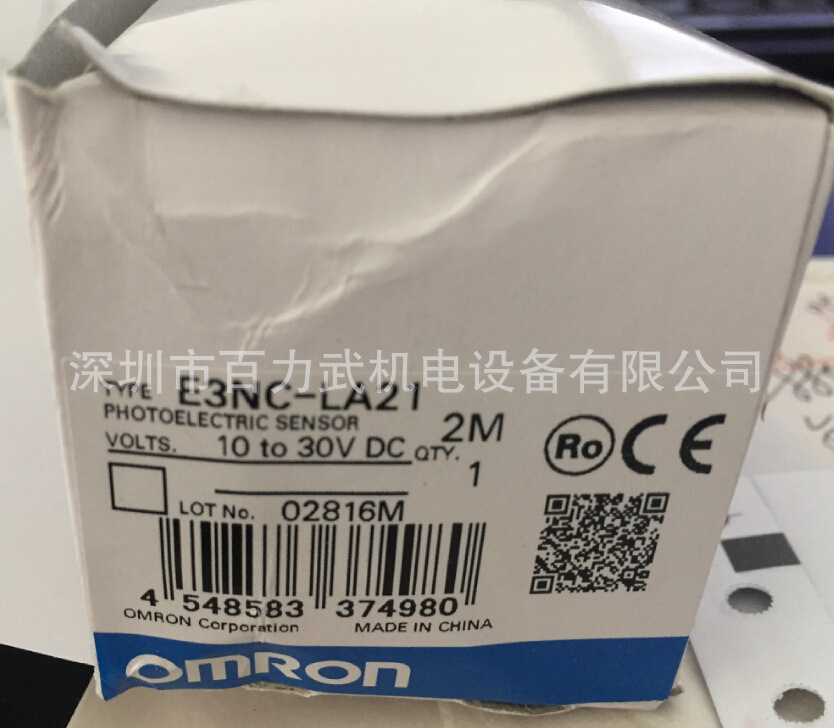 深圳市百力武机电设备有限公司
TYPE E3NC-LA21
PHOTOELECTRIC SENSOR 2M
VOLTS. 10 to 30V DC QTY. 1
LOT No. 02816M
Ro CE
4 548583 374980
OMRON Corporation MADE IN CHINA
OMRON